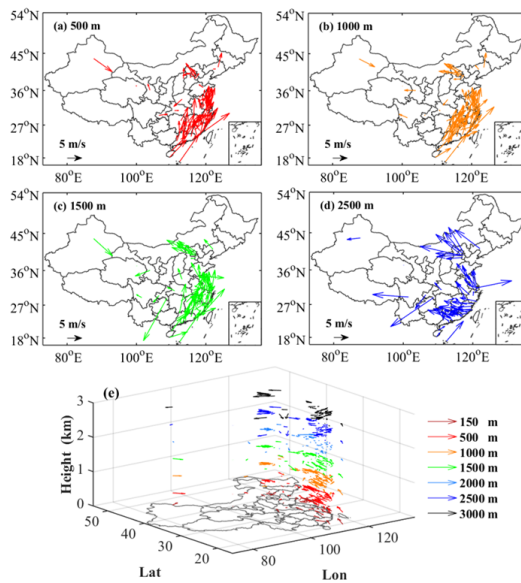 54°N
(a) 500 m
45°N
36°N
27°N
18°N
5 m/s
80°E 100°E 120°E
54°N
(b) 1000 m
45°N
36°N
27°N
18°N
5 m/s
80°E 100°E 120°E
54°N
(c) 1500 m
45°N
36°N
27°N
18°N
5 m/s
80°E 100°E 120°E
54°N
(d) 2500 m
45°N
36°N
27°N
18°N
5 m/s
80°E 100°E 120°E
(e)
Height (km)
3
2
1
0
50
40
30
20
Lat
80
100
120
Lon
150 m
500 m
1000 m
1500 m
2000 m
2500 m
3000 m